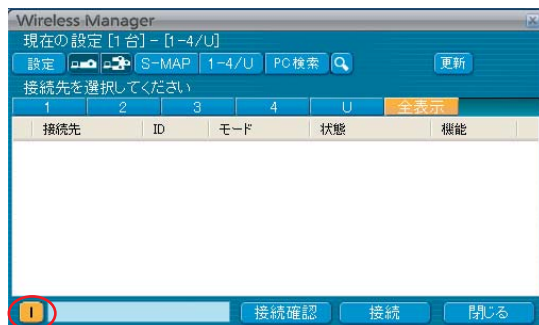 Wireless Manager
現在の設定 [1台] - [1-4/U]
設定 S-MAP 1-4/U PC検索 更新
接続先を選択してください
1 2 3 4 U 全表示
接続先 ID モード 状態 機能
I 接続確認 接続 閉じる